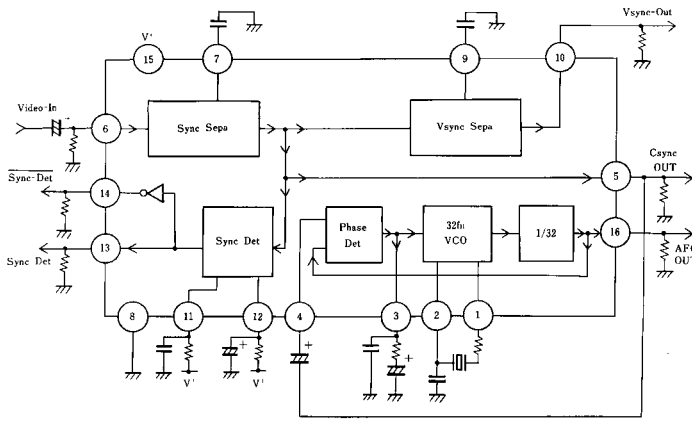 Vsync-Out
V'
15
7
9
10
Video-In
6
Sync Sepa
Vsync Sepa
Csync
OUT
5
Sync-Det
14
13
Sync Det
Sync Det
Phase
Det
32fH
VCO
1/32
16
AFC
OUT
8
11
12
4
3
2
1
+
+
+
+
V'
V'